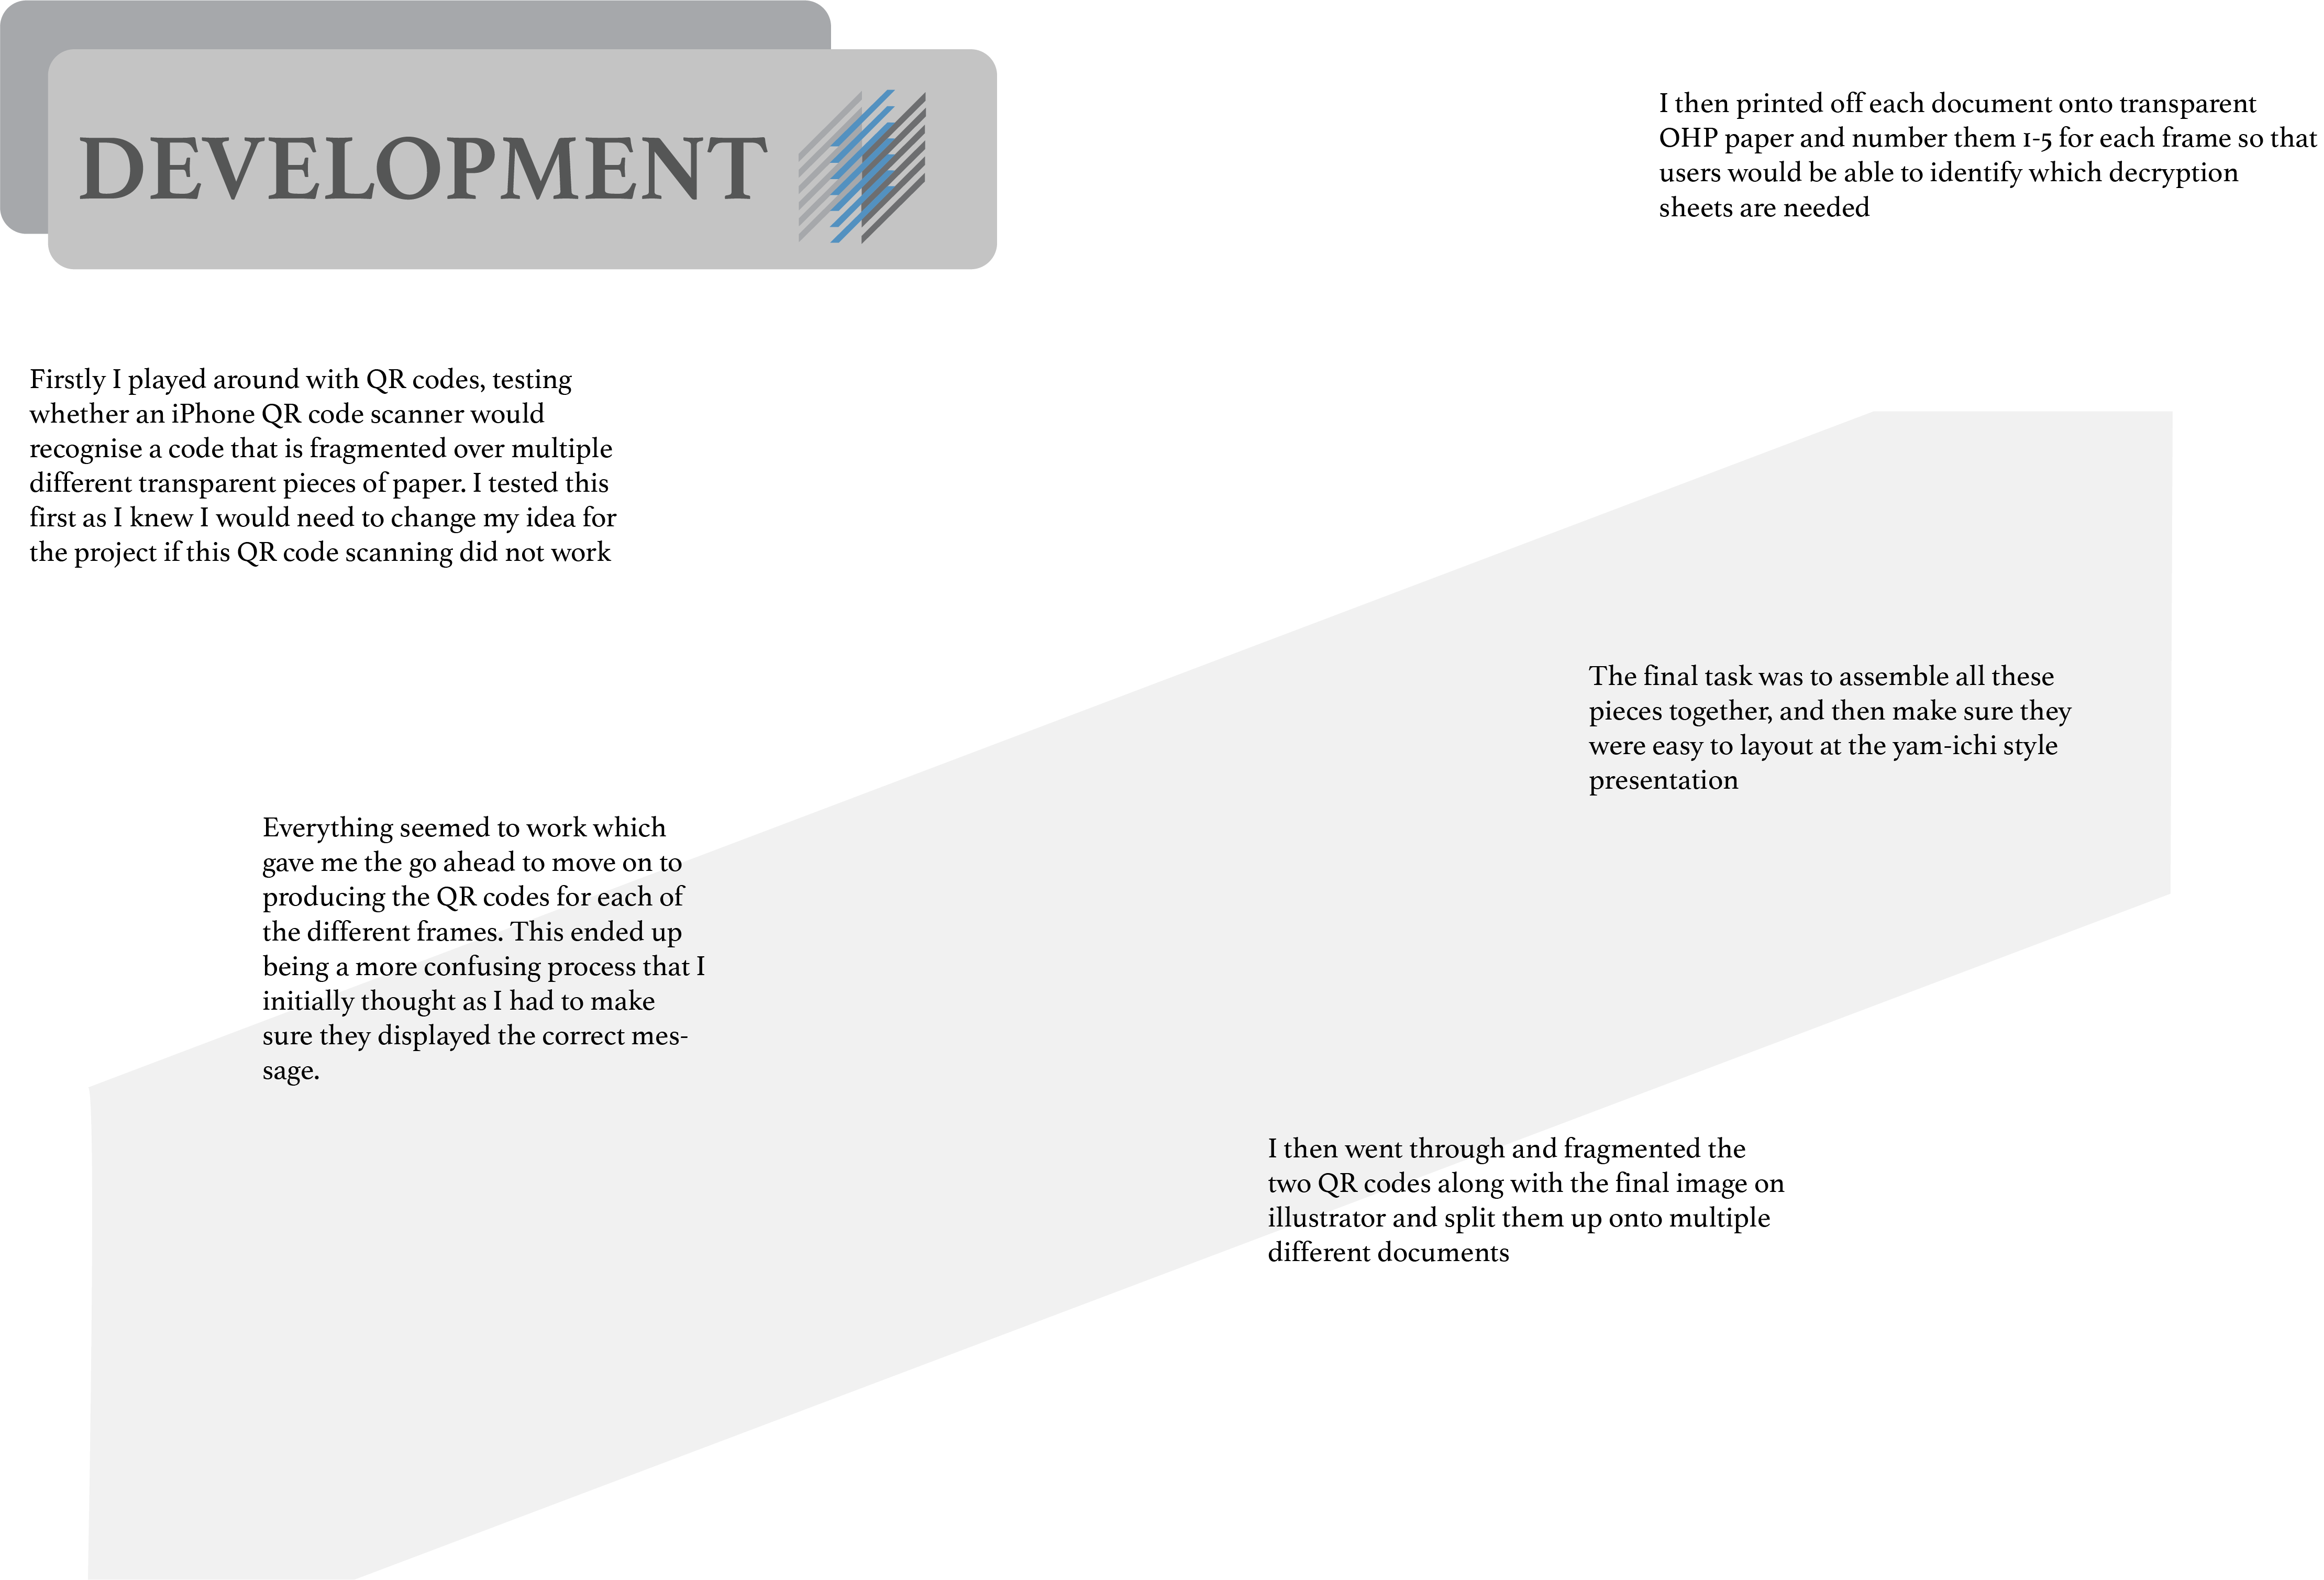 DEVELOPMENT
Firstly I played around with QR codes, testing
whether an iPhone QR code scanner would
recognise a code that is fragmented over multiple
different transparent pieces of paper. I tested this
first as I knew I would need to change my idea for
the project if this QR code scanning did not work
Everything seemed to work which
gave me the go ahead to move on to
producing the QR codes for each of
the different frames. This ended up
being a more confusing process that I
initially thought as I had to make
sure they displayed the correct mes-
sage.
I then went through and fragmented the
two QR codes along with the final image on
illustrator and split them up onto multiple
different documents
I then printed off each document onto transparent
OHP paper and number them 1-5 for each frame so that
users would be able to identify which decryption
sheets are needed
The final task was to assemble all these
pieces together, and then make sure they
were easy to layout at the yam-ichi style
presentation